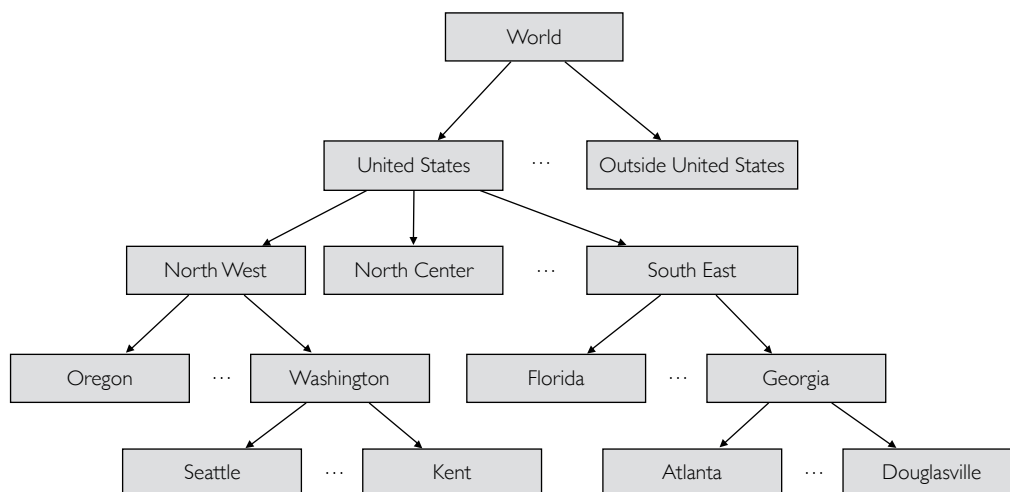 World
United States ... Outside United States
North West North Center ... South East
Oregon ... Washington Florida ... Georgia
Seattle ... Kent Atlanta ... Douglasville